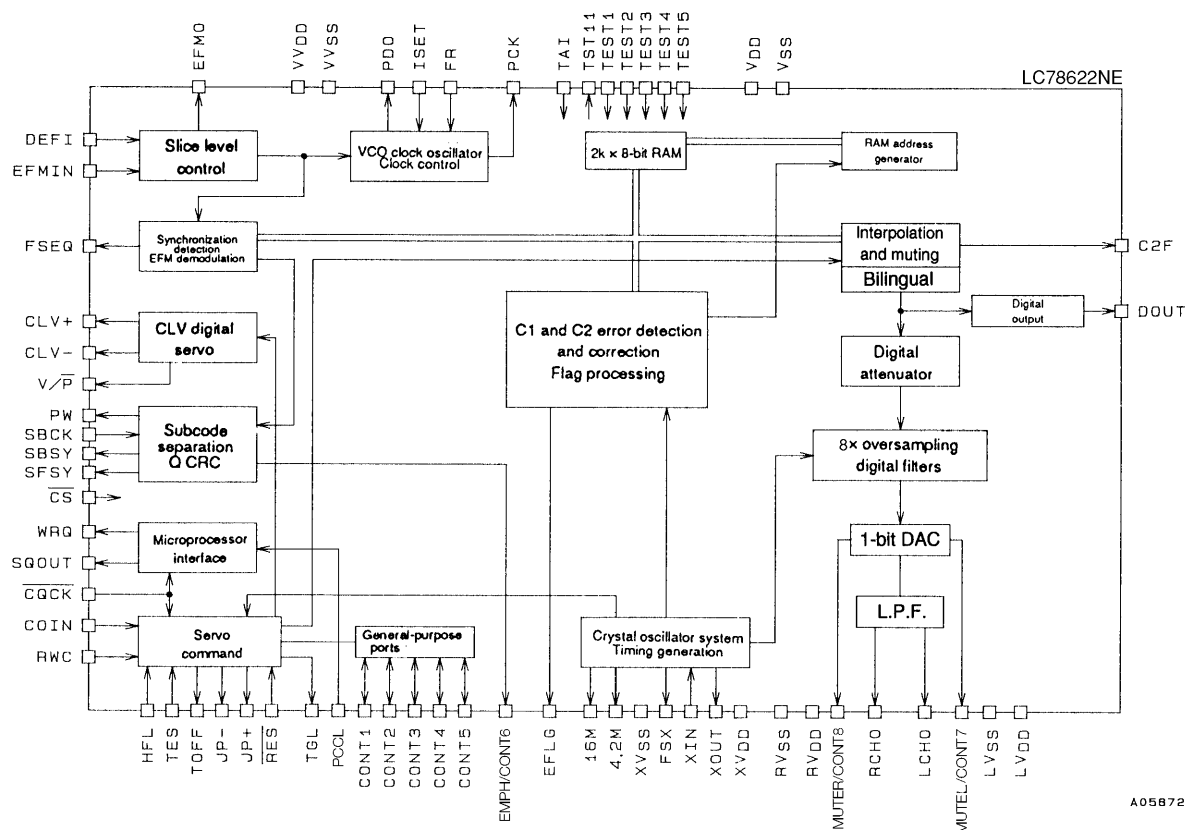 EFMO
VVDD
VVSS
PDO
ISET
FR
PCK
TAI
TST11
TEST1
TEST2
TEST3
TEST4
TEST5
VDD
VSS
LC78622NE
DEFI
EFMIN
FSEQ
CLV+
CLV-
V/P̅
PW
SBCK
SBSY
SFSY
C̅S̅
WRQ
SQOUT
C̅Q̅C̅K̅
COIN
RWC
Slice level
control
VCO clock oscillator
Clock control
2k × 8-bit RAM
RAM address
generator
Synchronization
detection
EFM demodulation
Interpolation
and muting
Bilingual
C2F
Digital
output
DOUT
CLV digital
servo
C1 and C2 error detection
and correction
Flag processing
Digital
attenuator
Subcode
separation
Q CRC
8× oversampling
digital filters
Microprocessor
interface
1-bit DAC
L.P.F.
Servo
command
General-purpose
ports
Crystal oscillator system
Timing generation
HFL
TES
TOFF
JP-
JP+
R̅E̅S̅
TGL
PCCL
CONT1
CONT2
CONT3
CONT4
CONT5
EMPH/CONT6
EFLG
16M
4.2M
XVSS
FSX
XIN
XOUT
XVDD
RVSS
RVDD
MUTER/CONT8
RCHO
LCHO
MUTEL/CONT7
LVSS
LVDD
A05872